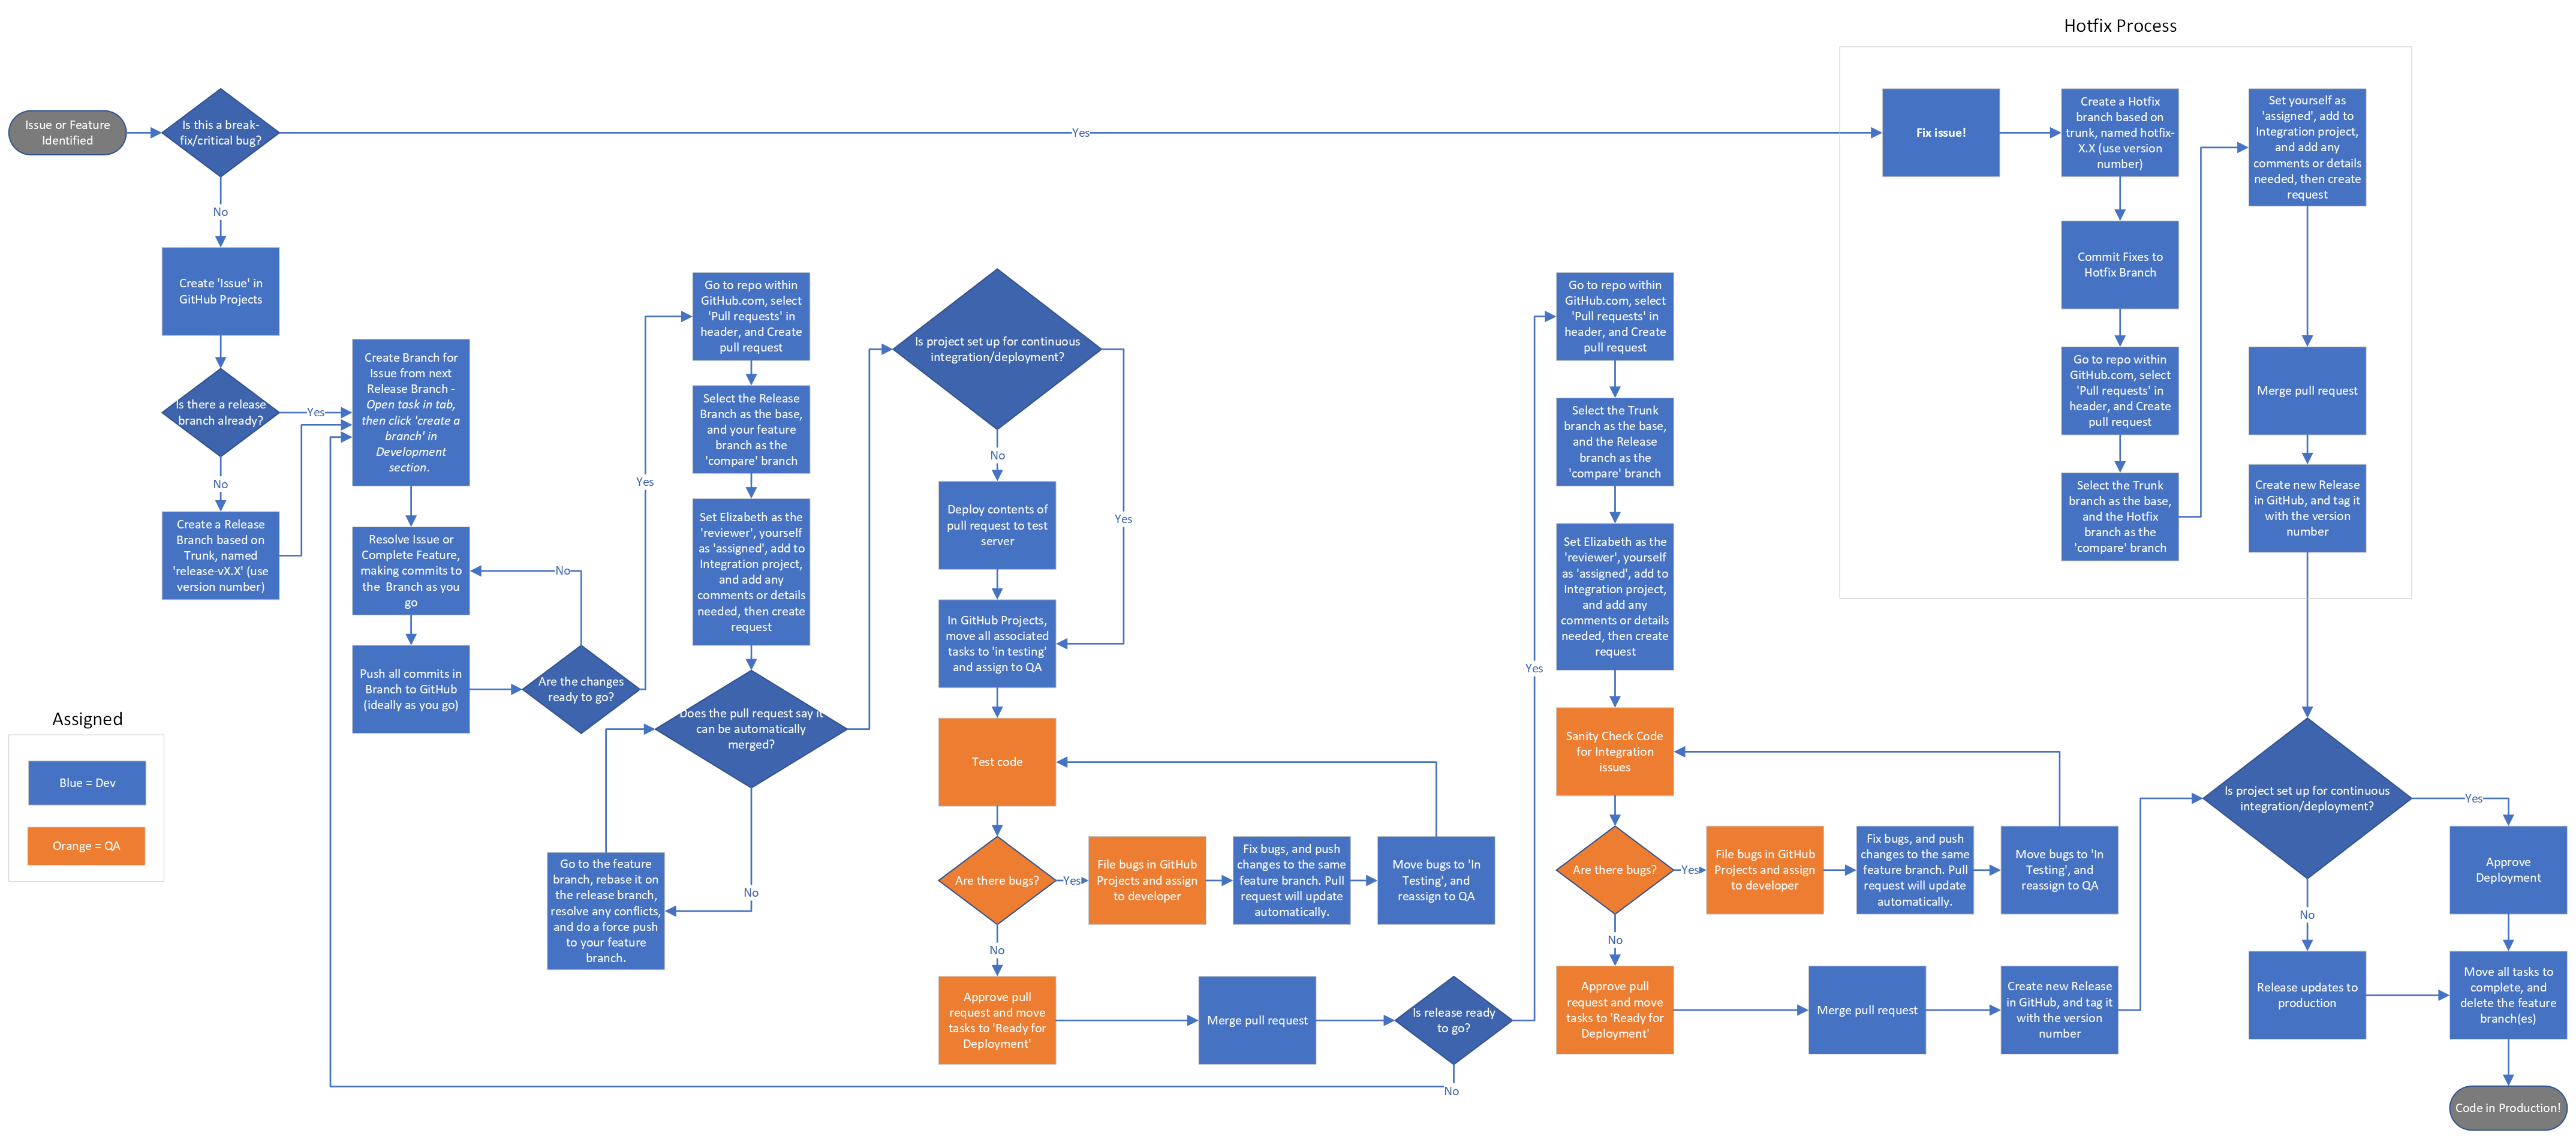 Hotfix Process
Issue or Feature
Identified
Is this a break-
fix/critical bug?
Yes
No
Create 'Issue' in
GitHub Projects
Is there a release
branch already?
Yes
No
Create a Release
Branch based on
Trunk, named
'release-vX.X' (use
version number)
Create Branch for
Issue from next
Release Branch -
Open task in tab,
then click 'create a
branch' in
Development
section.
Resolve Issue or
Complete Feature,
making commits to
the Branch as you
go
Push all commits in
Branch to GitHub
(ideally as you go)
No
Are the changes
ready to go?
Yes
Go to repo within
GitHub.com, select
'Pull requests' in
header, and Create
pull request
Select the Release
Branch as the base,
and your feature
branch as the
'compare' branch
Set Elizabeth as the
'reviewer', yourself
as 'assigned', add to
Integration project,
and add any
comments or details
needed, then create
request
Does the pull request say it
can be automatically
merged?
No
Go to the feature
branch, rebase it on
the release branch,
resolve any conflicts,
and do a force push
to your feature
branch.
Is project set up for continuous
integration/deployment?
No
Yes
Deploy contents of
pull request to test
server
In GitHub Projects,
move all associated
tasks to 'in testing'
and assign to QA
Test code
Are there bugs?
Yes
File bugs in GitHub
Projects and assign
to developer
Fix bugs, and push
changes to the same
feature branch. Pull
request will update
automatically.
Move bugs to 'In
Testing', and
reassign to QA
No
Approve pull
request and move
tasks to 'Ready for
Deployment'
Merge pull request
Is release ready
to go?
No
Yes
Go to repo within
GitHub.com, select
'Pull requests' in
header, and Create
pull request
Select the Trunk
branch as the base,
and the Release
branch as the
'compare' branch
Set Elizabeth as the
'reviewer', yourself
as 'assigned', add to
Integration project,
and add any
comments or details
needed, then create
request
Sanity Check Code
for Integration
issues
Are there bugs?
Yes
File bugs in GitHub
Projects and assign
to developer
Fix bugs, and push
changes to the same
feature branch. Pull
request will update
automatically.
Move bugs to 'In
Testing', and
reassign to QA
No
Approve pull
request and move
tasks to 'Ready for
Deployment'
Merge pull request
Create new Release
in GitHub, and tag it
with the version
number
Fix issue!
Create a Hotfix
branch based on
trunk, named hotfix-
X.X (use version
number)
Commit Fixes to
Hotfix Branch
Go to repo within
GitHub.com, select
'Pull requests' in
header, and Create
pull request
Select the Trunk
branch as the base,
and the Hotfix
branch as the
'compare' branch
Set yourself as
'assigned', add to
Integration project,
and add any
comments or details
needed, then create
request
Merge pull request
Create new Release
in GitHub, and tag it
with the version
number
Is project set up for continuous
integration/deployment?
Yes
No
Approve
Deployment
Release updates to
production
Move all tasks to
complete, and
delete the feature
branch(es)
Code in Production!
Assigned
Blue = Dev
Orange = QA